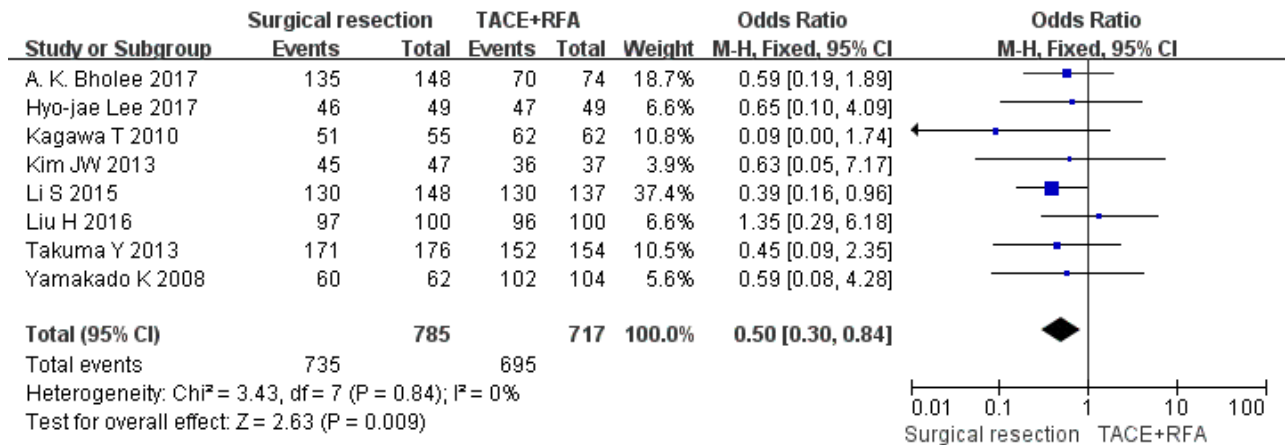 Surgical resection TACE+RFA Odds Ratio Odds Ratio
Study or Subgroup Events Total Events Total Weight M-H, Fixed, 95% CI M-H, Fixed, 95% CI
A. K. Bholee 2017 135 148 70 74 18.7% 0.59 [0.19, 1.89]
Hyo-jae Lee 2017 46 49 47 49 6.6% 0.65 [0.10, 4.09]
Kagawa T 2010 51 55 62 62 10.8% 0.09 [0.00, 1.74]
Kim JW 2013 45 47 36 37 3.9% 0.63 [0.05, 7.17]
Li S 2015 130 148 130 137 37.4% 0.39 [0.16, 0.96]
Liu H 2016 97 100 96 100 6.6% 1.35 [0.29, 6.18]
Takuma Y 2013 171 176 152 154 10.5% 0.45 [0.09, 2.35]
Yamakado K 2008 60 62 102 104 5.6% 0.59 [0.08, 4.28]
Total (95% CI) 785 717 100.0% 0.50 [0.30, 0.84]
Total events 735 695
Heterogeneity: Chi² = 3.43, df = 7 (P = 0.84); I² = 0%
Test for overall effect: Z = 2.63 (P = 0.009)
0.01 0.1 1 10 100
Surgical resection TACE+RFA